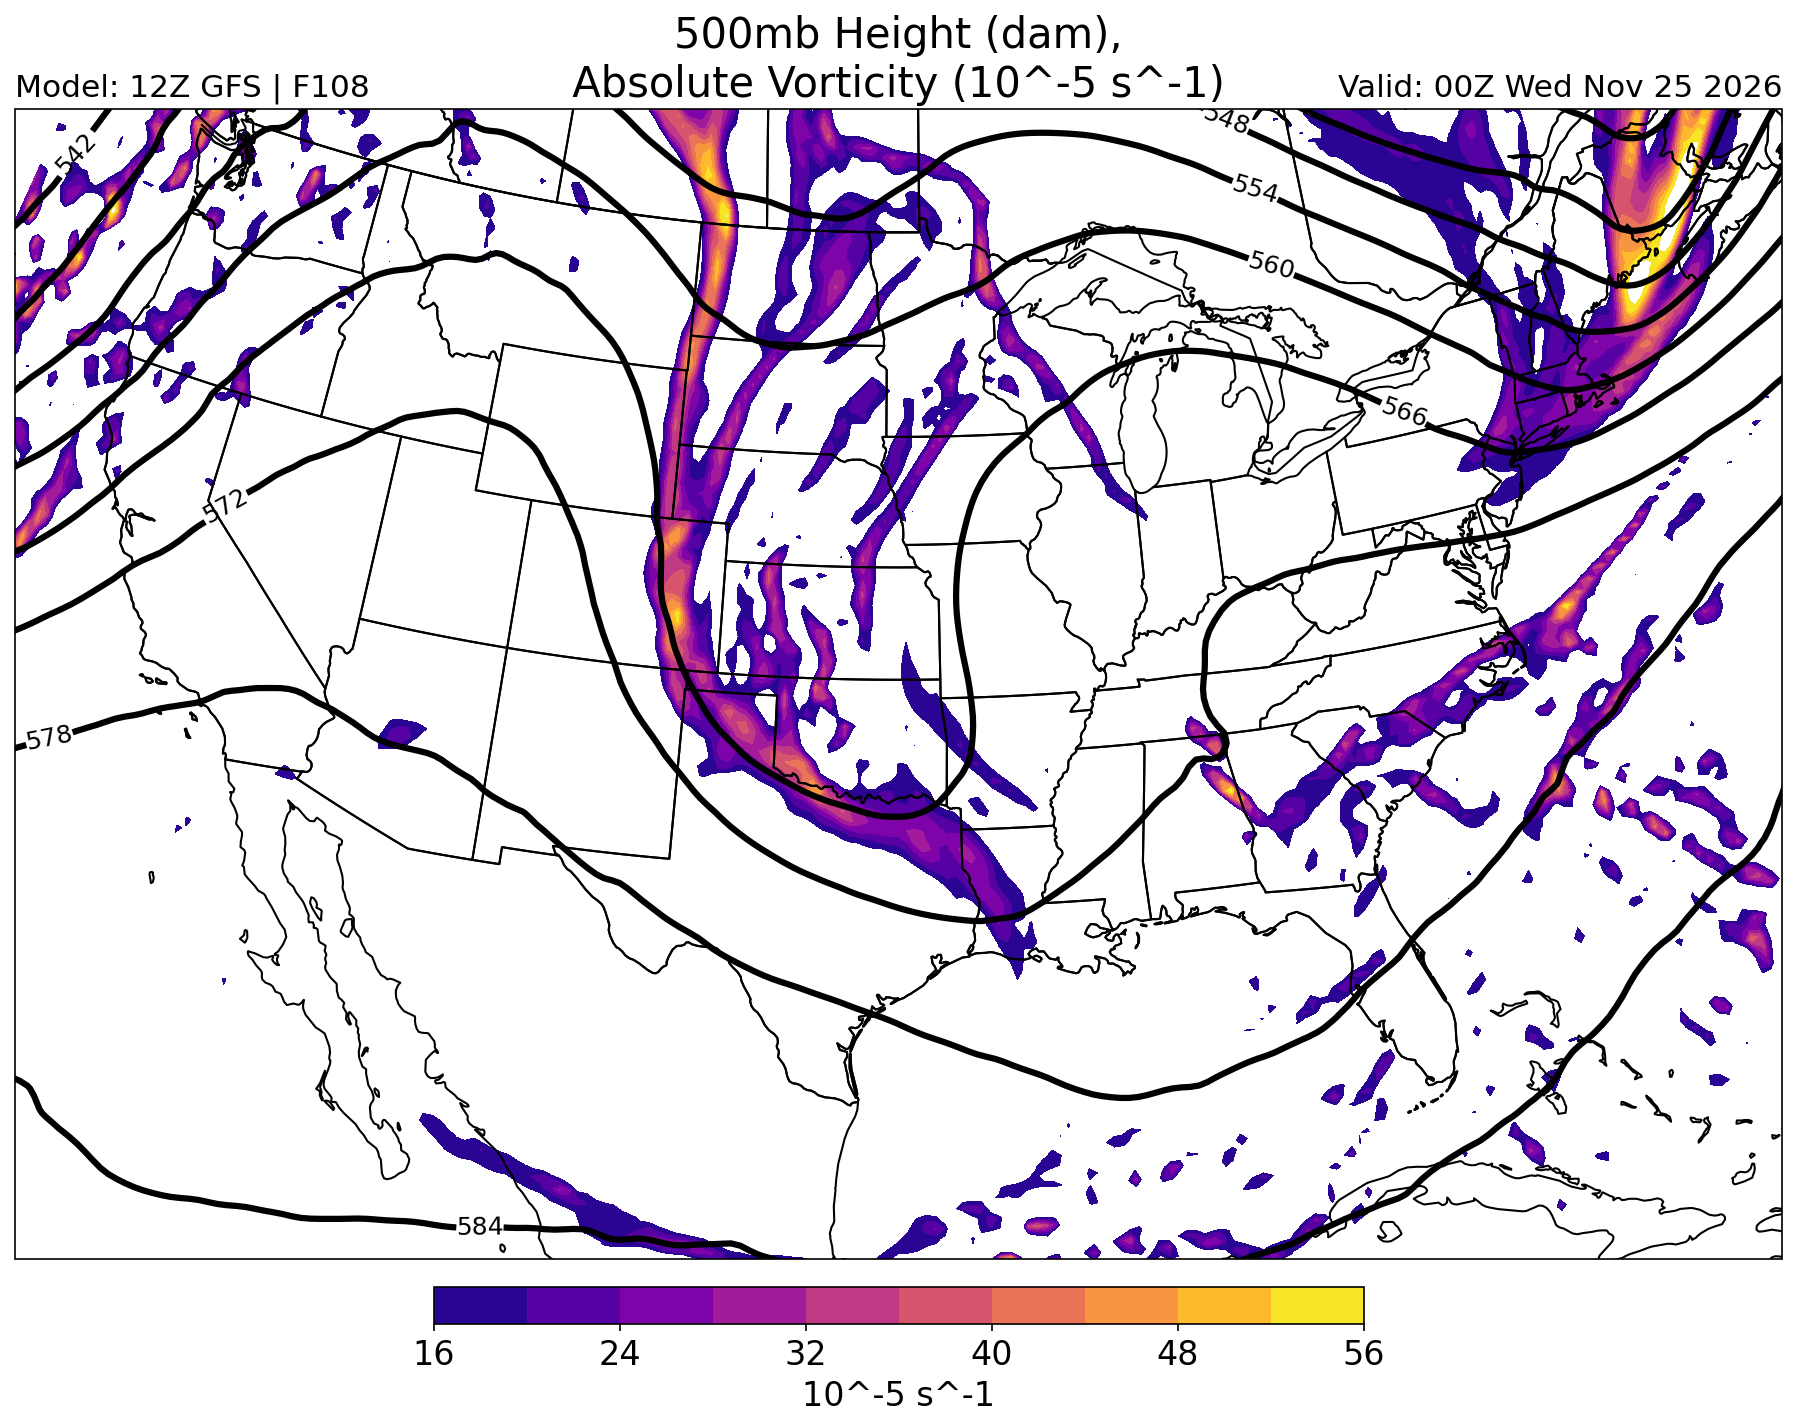 500mb Height (dam),
Model: 12Z GFS | F108
Absolute Vorticity (10^-5 s^-1)
Valid: 00Z Wed Nov 25 2026
542
548
554
560
566
572
578
584
16 24 32 40 48 56
10^-5 s^-1